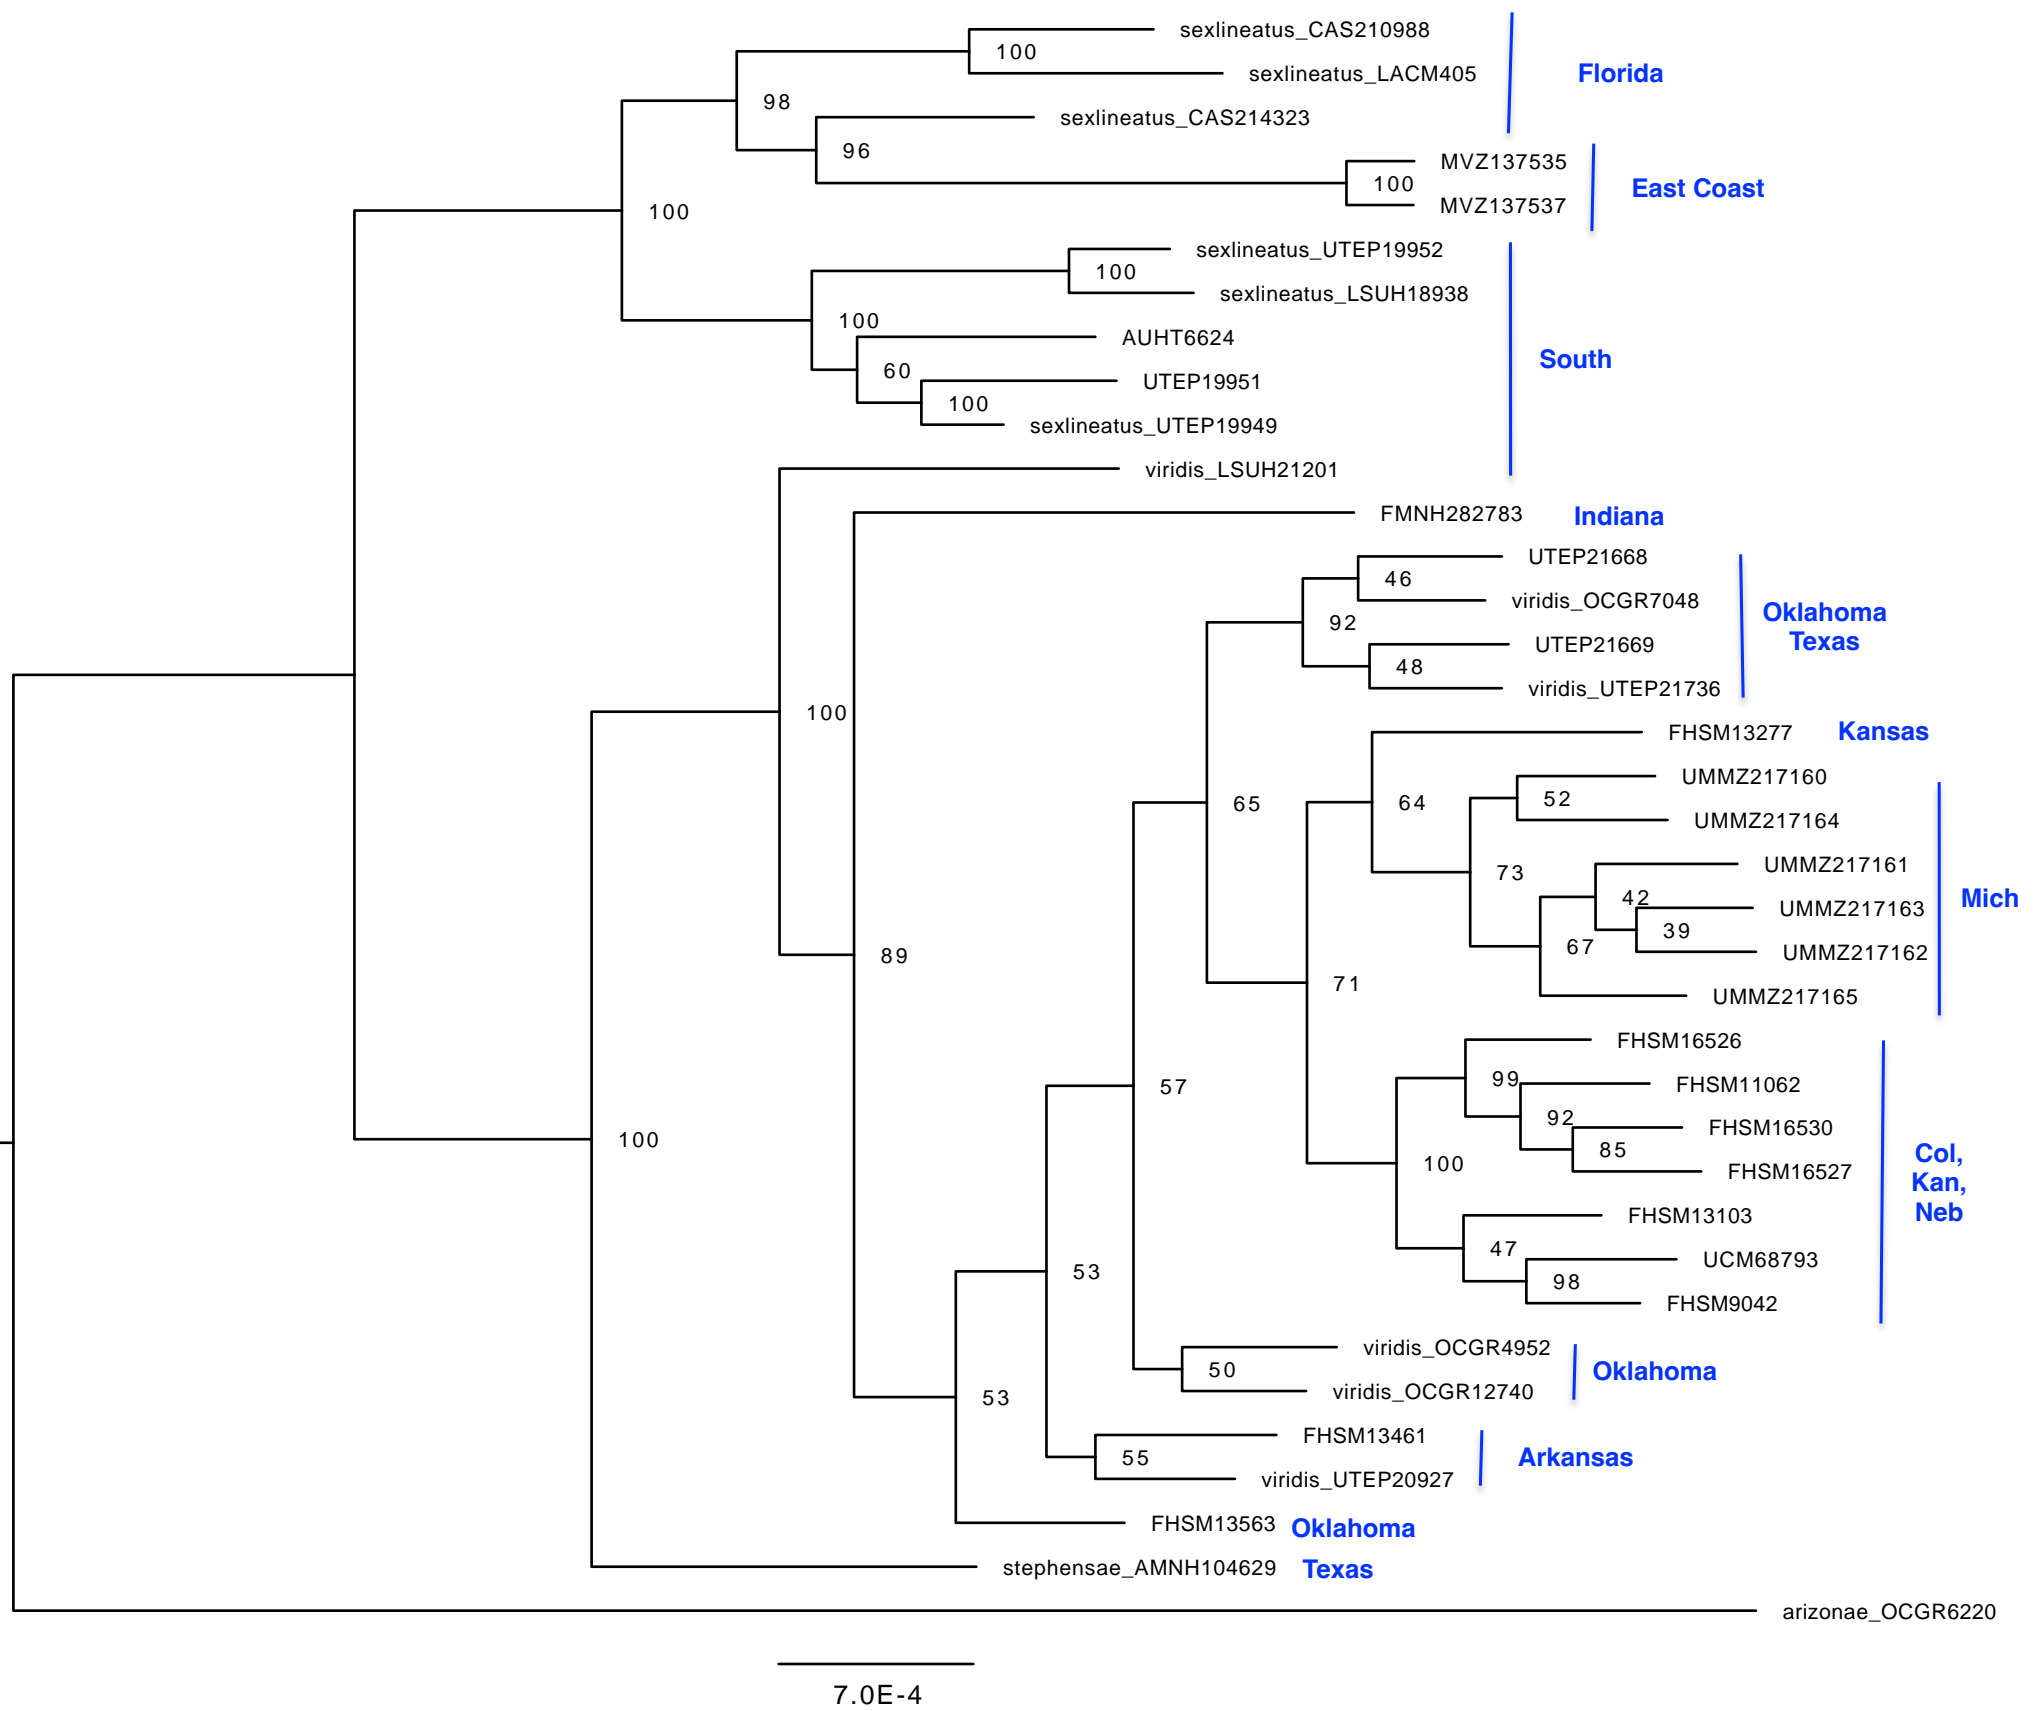 sexlineatus_CAS210988
100
sexlineatus_LACM405
Florida
98
sexlineatus_CAS214323
96
MVZ137535
100
East Coast
MVZ137537
100
sexlineatus_UTEP19952
100
sexlineatus_LSUH18938
100
AUHT6624
South
60
UTEP19951
100
sexlineatus_UTEP19949
viridis_LSUH21201
FMNH282783
Indiana
UTEP21668
46
viridis_OCGR7048
Oklahoma
Texas
92
UTEP21669
48
viridis_UTEP21736
100
FHSM13277
Kansas
UMMZ217160
52
65
64
UMMZ217164
UMMZ217161
73
42
Mich
UMMZ217163
39
67
UMMZ217162
89
71
UMMZ217165
FHSM16526
99
57
FHSM11062
92
FHSM16530
100
85
Col,
Kan,
Neb
100
FHSM16527
FHSM13103
47
UCM68793
53
98
FHSM9042
viridis_OCGR4952
50
Oklahoma
viridis_OCGR12740
53
FHSM13461
55
Arkansas
viridis_UTEP20927
FHSM13563
Oklahoma
stephensae_AMNH104629
Texas
arizonae_OCGR6220
7.0E-4